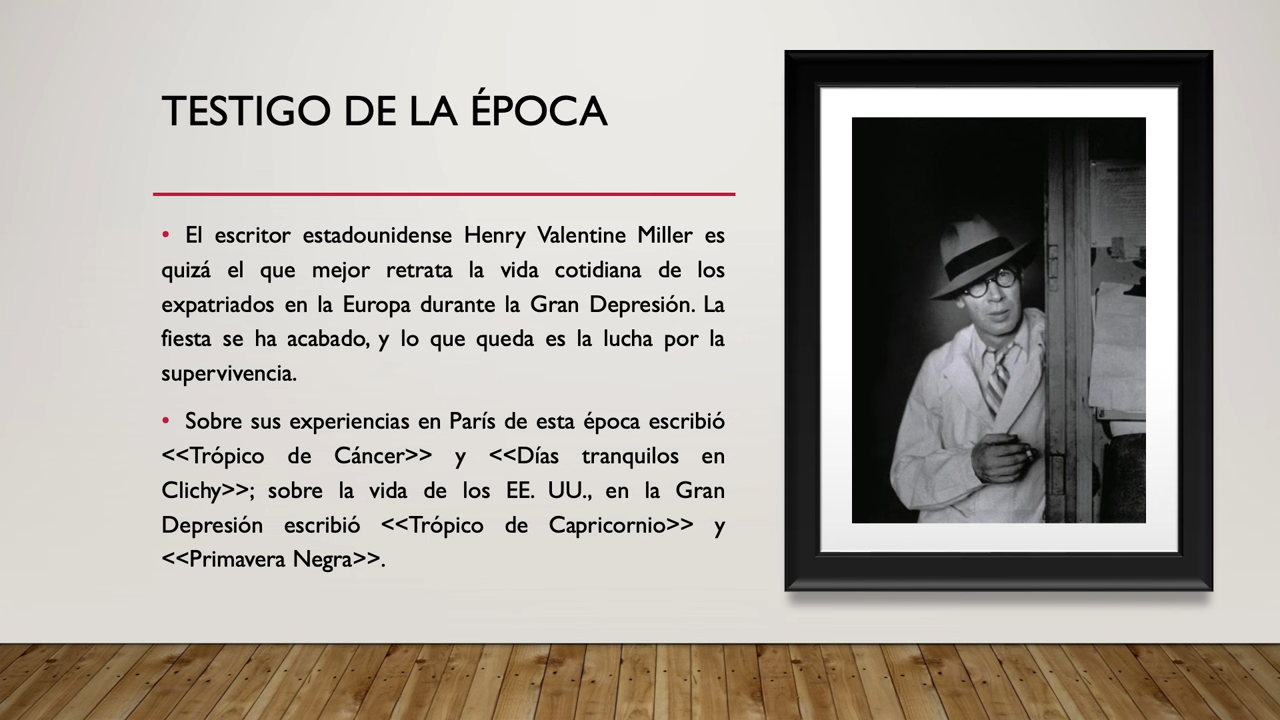 TESTIGO DE LA ÉPOCA
• El escritor estadounidense Henry Valentine Miller es
quizá el que mejor retrata la vida cotidiana de los
expatriados en la Europa durante la Gran Depresión. La
fiesta se ha acabado, y lo que queda es la lucha por la
supervivencia.
• Sobre sus experiencias en París de esta época escribió
<<Trópico de Cáncer>> y <<Días tranquilos en
Clichy>>; sobre la vida de los EE. UU., en la Gran
Depresión escribió <<Trópico de Capricornio>> y
<<Primavera Negra>>.